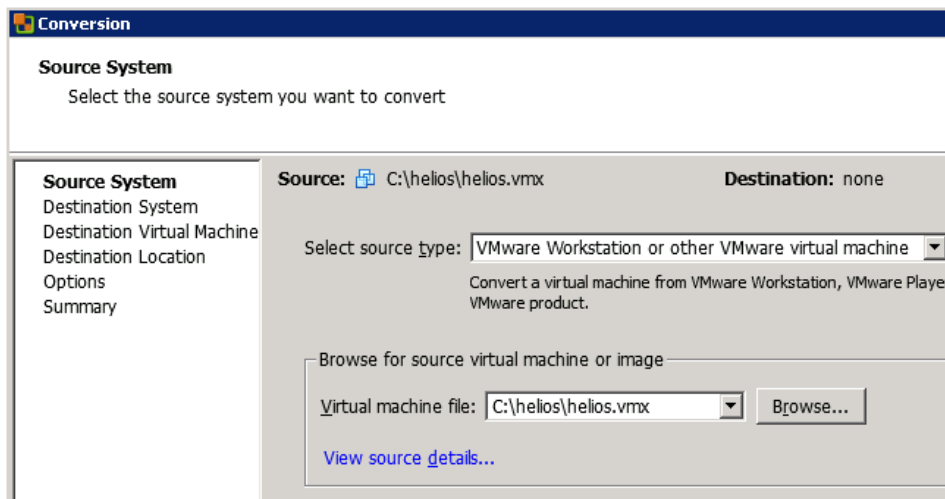 Conversion
Source System
Select the source system you want to convert
Source System
Destination System
Destination Virtual Machine
Destination Location
Options
Summary
Source: C:\helios\helios.vmx Destination: none
Select source type: VMware Workstation or other VMware virtual machine
Convert a virtual machine from VMware Workstation, VMware Playe
VMware product.
Browse for source virtual machine or image
Virtual machine file: C:\helios\helios.vmx Browse...
View source details...